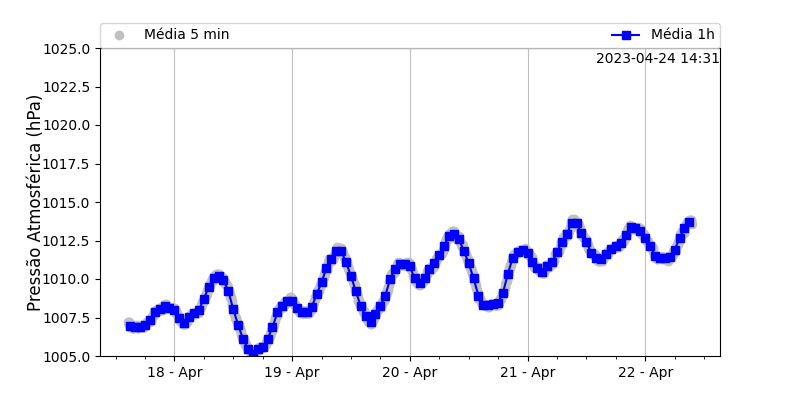 Média 5 min
Média 1h
2023-04-24 14:31
Pressão Atmosférica (hPa)
1025.0
1022.5
1020.0
1017.5
1015.0
1012.5
1010.0
1007.5
1005.0
18 - Apr
19 - Apr
20 - Apr
21 - Apr
22 - Apr